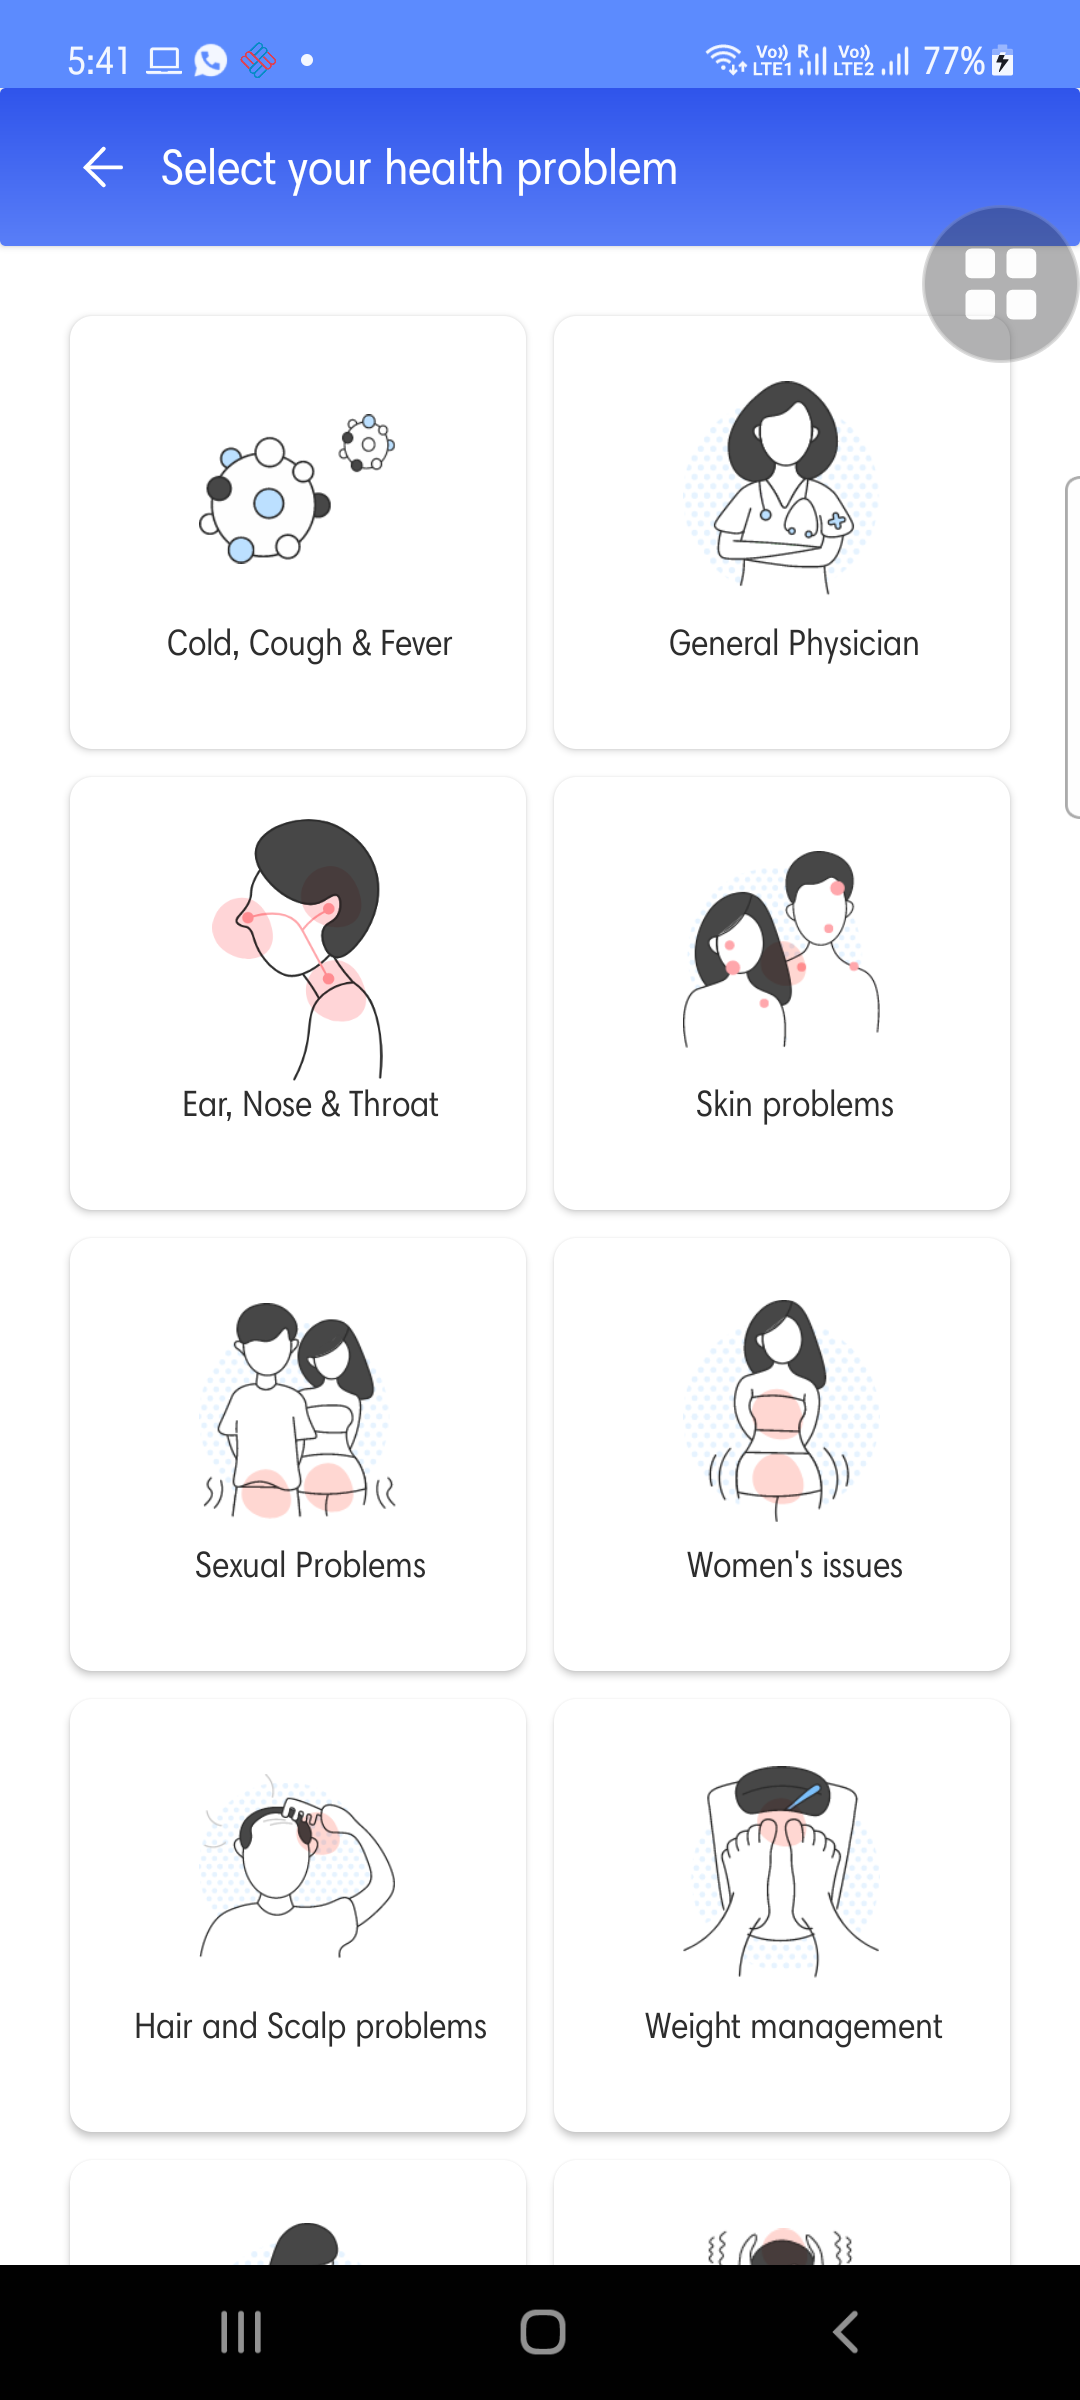 5:41
Vo)) R Vo)) 77%
LTE1 LTE2
Select your health problem
Cold, Cough & Fever
General Physician
Ear, Nose & Throat
Skin problems
Sexual Problems
Women's issues
Hair and Scalp problems
Weight management